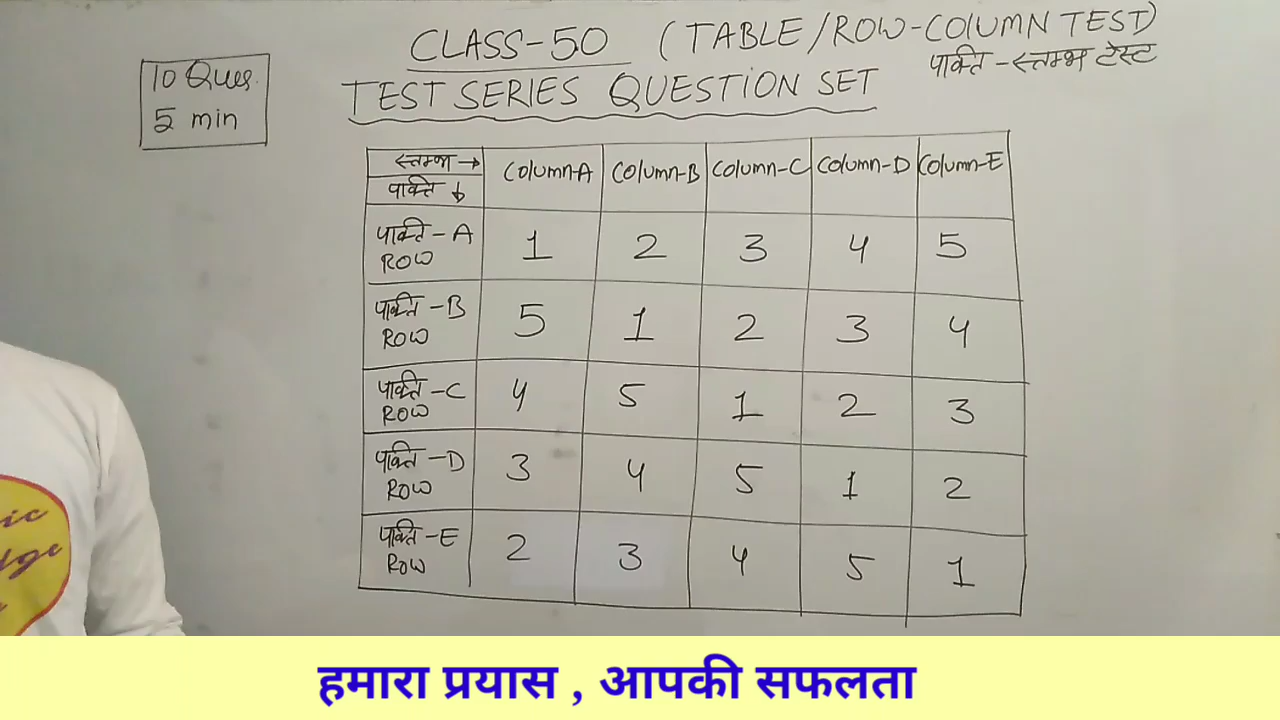 CLASS-50 (TABLE/ROW-COLUMN TEST)
पंक्ति-स्तम्भ टेस्ट
10 Ques.
5 min
TEST SERIES QUESTION SET
स्तम्भ → Column-A Column-B Column-C Column-D Column-E
पंक्ति ↓
पंक्ति-A ROW 1 2 3 4 5
पंक्ति-B ROW 5 1 2 3 4
पंक्ति-C ROW 4 5 1 2 3
पंक्ति-D ROW 3 4 5 1 2
पंक्ति-E ROW 2 3 4 5 1
हमारा प्रयास , आपकी सफलता